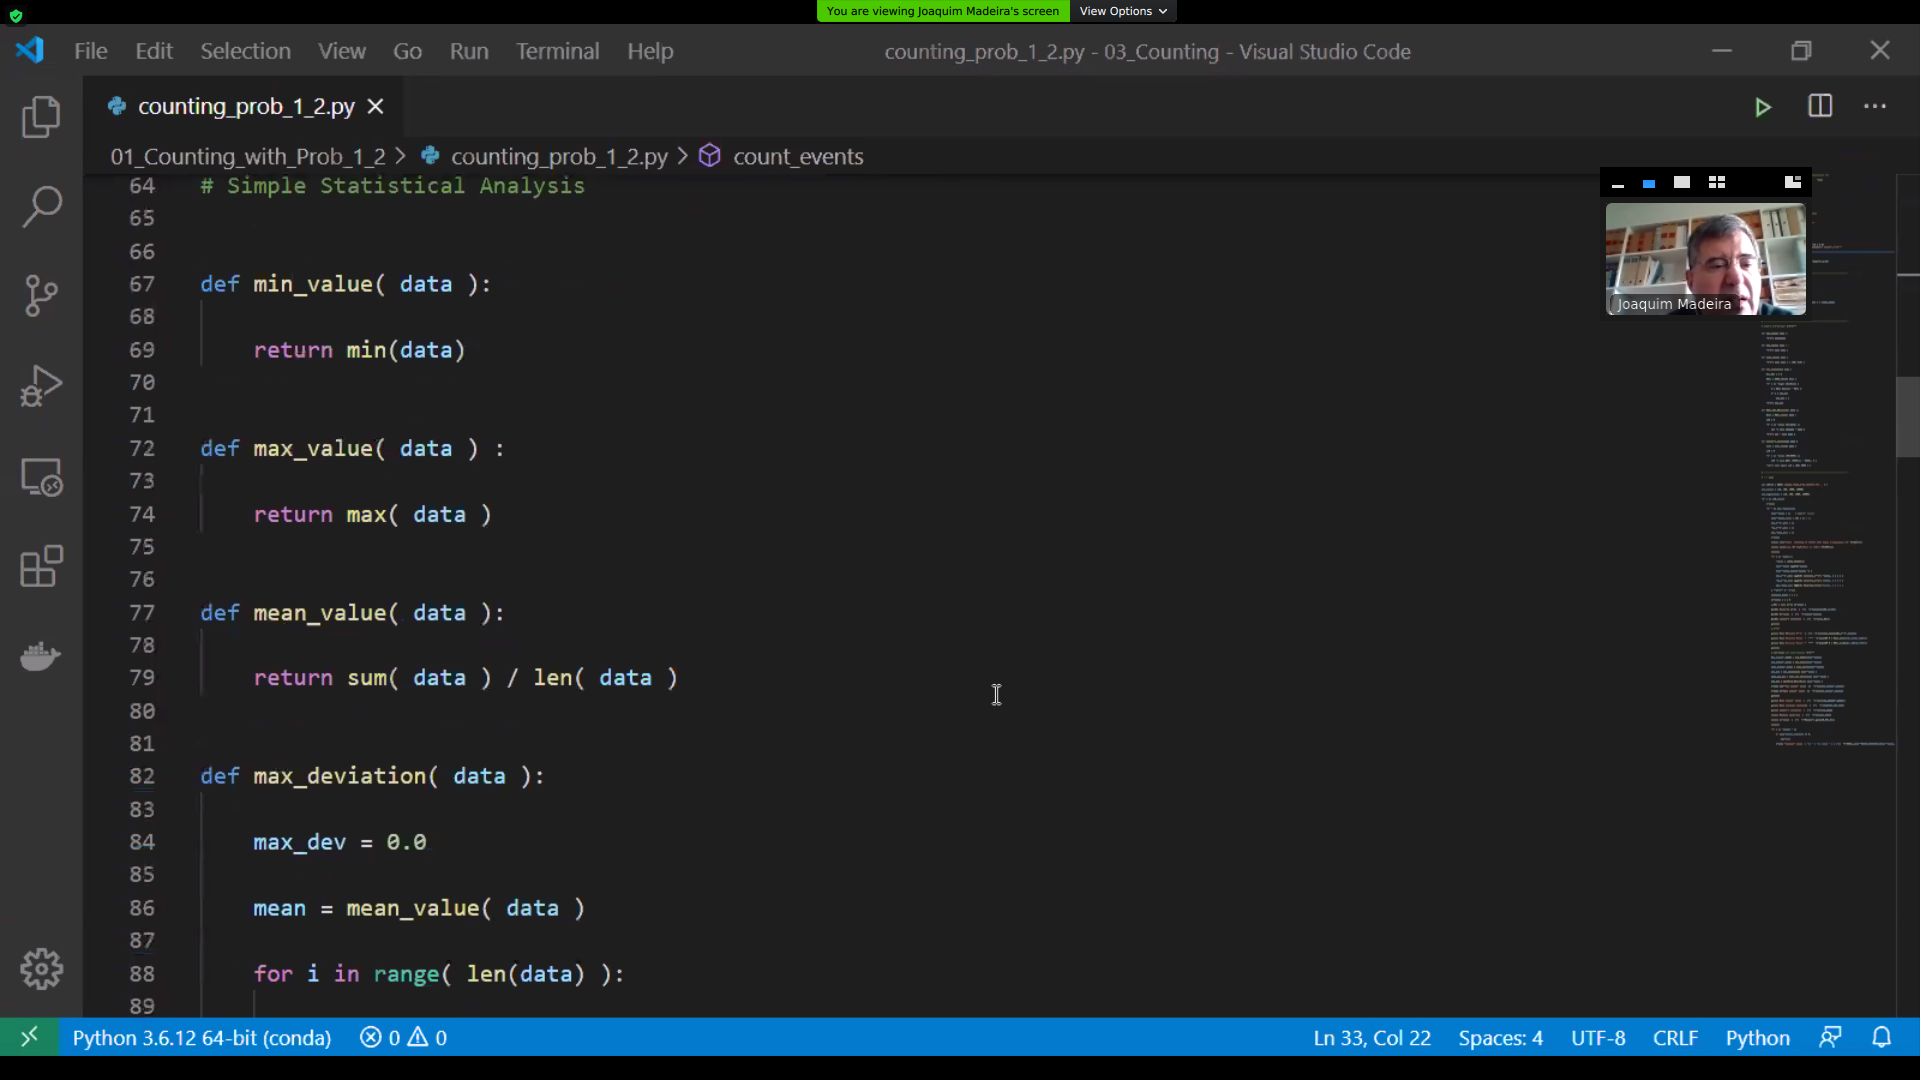 You are viewing Joaquim Madeira's screen
View Options
File Edit Selection View Go Run Terminal Help
counting_prob_1_2.py - 03_Counting - Visual Studio Code
counting_prob_1_2.py
01_Counting_with_Prob_1_2 > counting_prob_1_2.py > count_events
64 # Simple Statistical Analysis
65
66
67 def min_value( data ):
68
69 return min(data)
70
71
72 def max_value( data ) :
73
74 return max( data )
75
76
77 def mean_value( data ):
78
79 return sum( data ) / len( data )
80
81
82 def max_deviation( data ):
83
84 max_dev = 0.0
85
86 mean = mean_value( data )
87
88 for i in range( len(data) ):
89
Joaquim Madeira
Python 3.6.12 64-bit (conda) 0 0 Ln 33, Col 22 Spaces: 4 UTF-8 CRLF Python